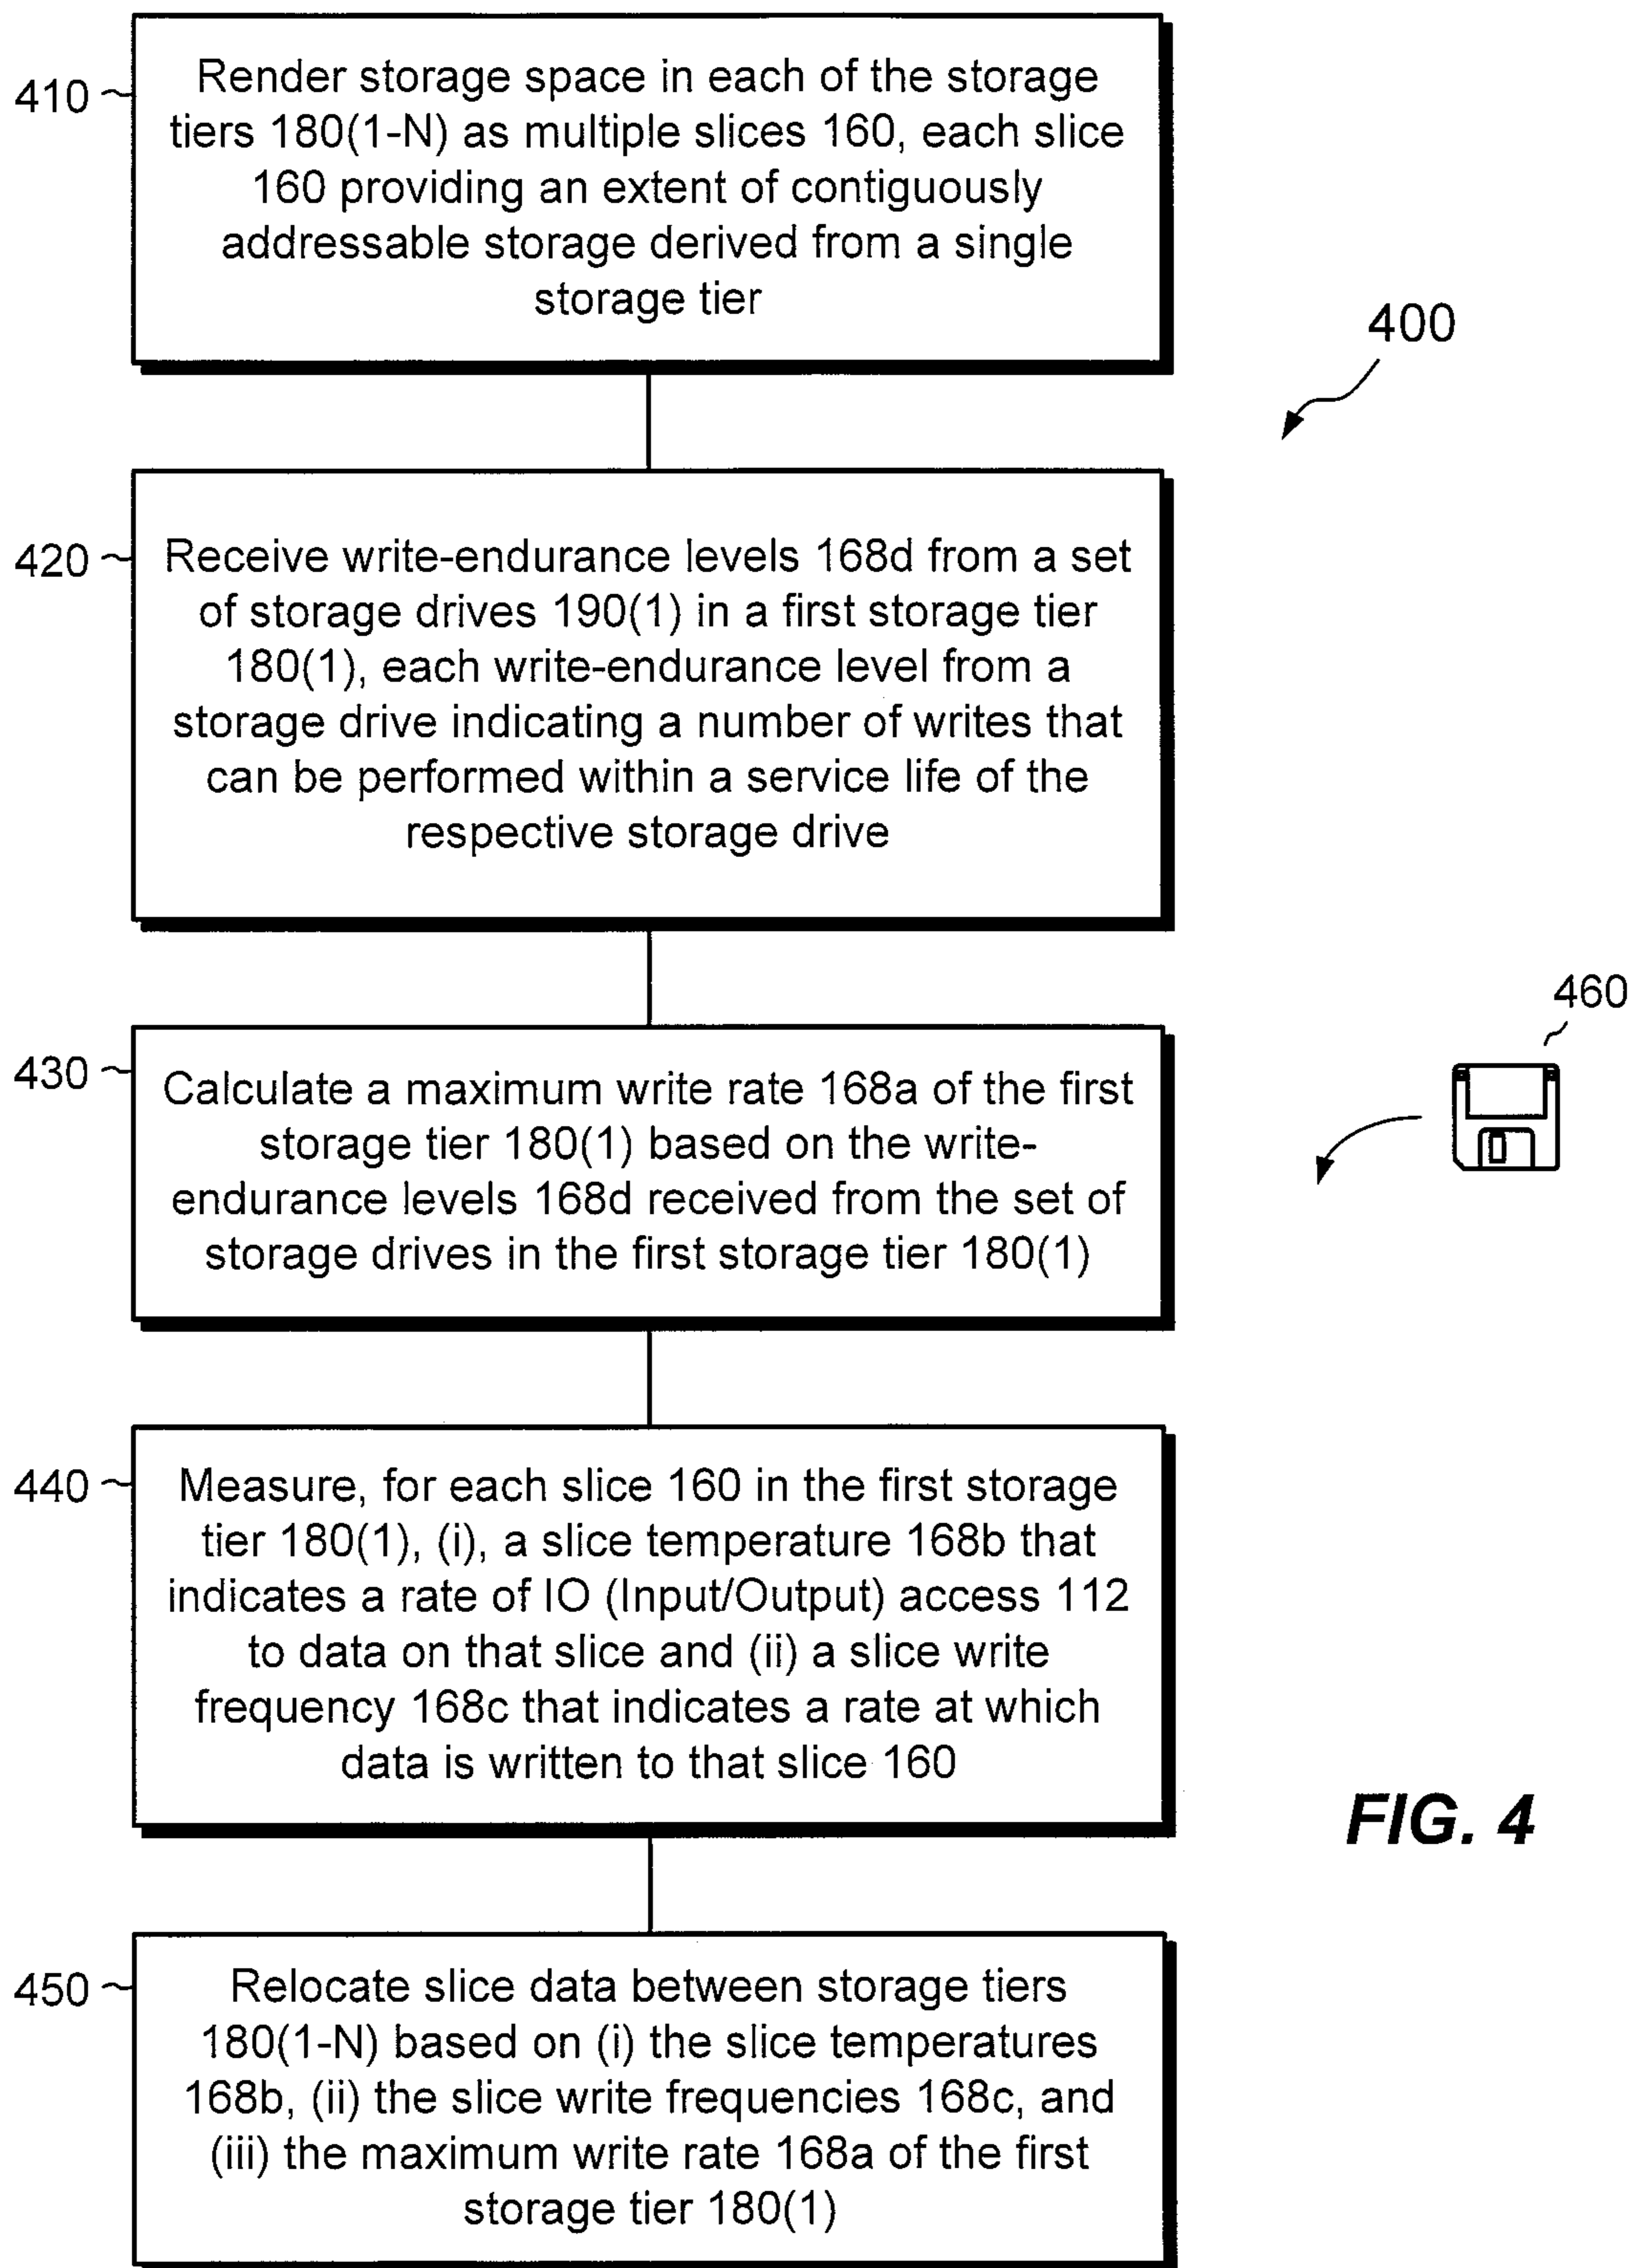 410
Render storage space in each of the storage
tiers 180(1-N) as multiple slices 160, each slice
160 providing an extent of contiguously
addressable storage derived from a single
storage tier
400
420
Receive write-endurance levels 168d from a set
of storage drives 190(1) in a first storage tier
180(1), each write-endurance level from a
storage drive indicating a number of writes that
can be performed within a service life of the
respective storage drive
460
430
Calculate a maximum write rate 168a of the first
storage tier 180(1) based on the write-
endurance levels 168d received from the set of
storage drives in the first storage tier 180(1)
440
Measure, for each slice 160 in the first storage
tier 180(1), (i), a slice temperature 168b that
indicates a rate of IO (Input/Output) access 112
to data on that slice and (ii) a slice write
frequency 168c that indicates a rate at which
data is written to that slice 160
FIG. 4
450
Relocate slice data between storage tiers
180(1-N) based on (i) the slice temperatures
168b, (ii) the slice write frequencies 168c, and
(iii) the maximum write rate 168a of the first
storage tier 180(1)